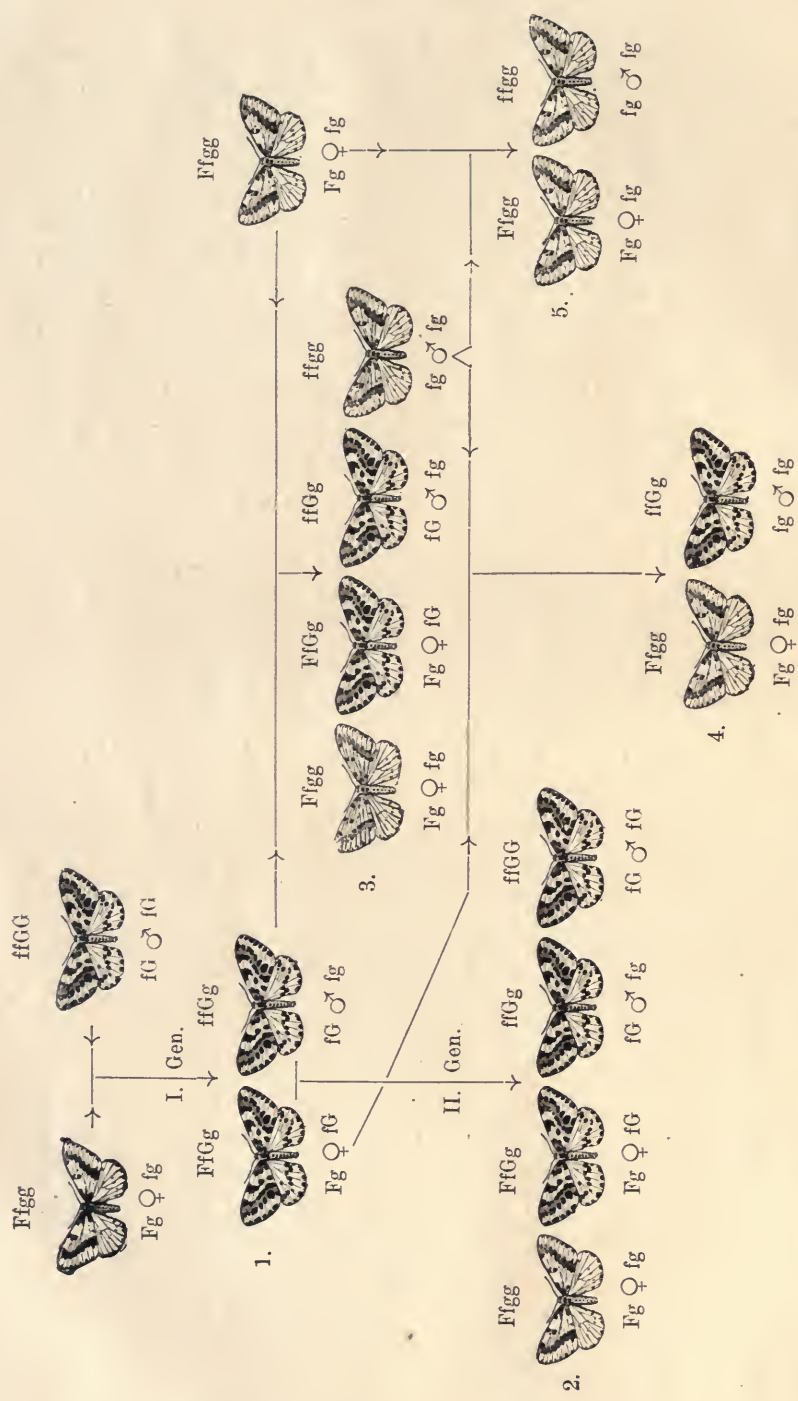 Ffgg ffGG
Fg ♀ fg fG ♂ fG
I. Gen.
FfGg ffGg
1.
Fg ♀ fG fG ♂ fg
Ffgg
Fg ♀ fg
Ffgg FfGg ffGg ffgg
3.
Fg ♀ fg Fg ♀ fG fG ♂ fg fg ♂ fg
II. Gen.
Ffgg FfGg ffGg ffGG
2.
Fg ♀ fg Fg ♀ fG fG ♂ fg fG ♂ fG
Ffgg ffgg
5.
Fg ♀ fg fg ♂ fg
Ffgg ffGg
4.
Fg ♀ fg fg ♂ fg